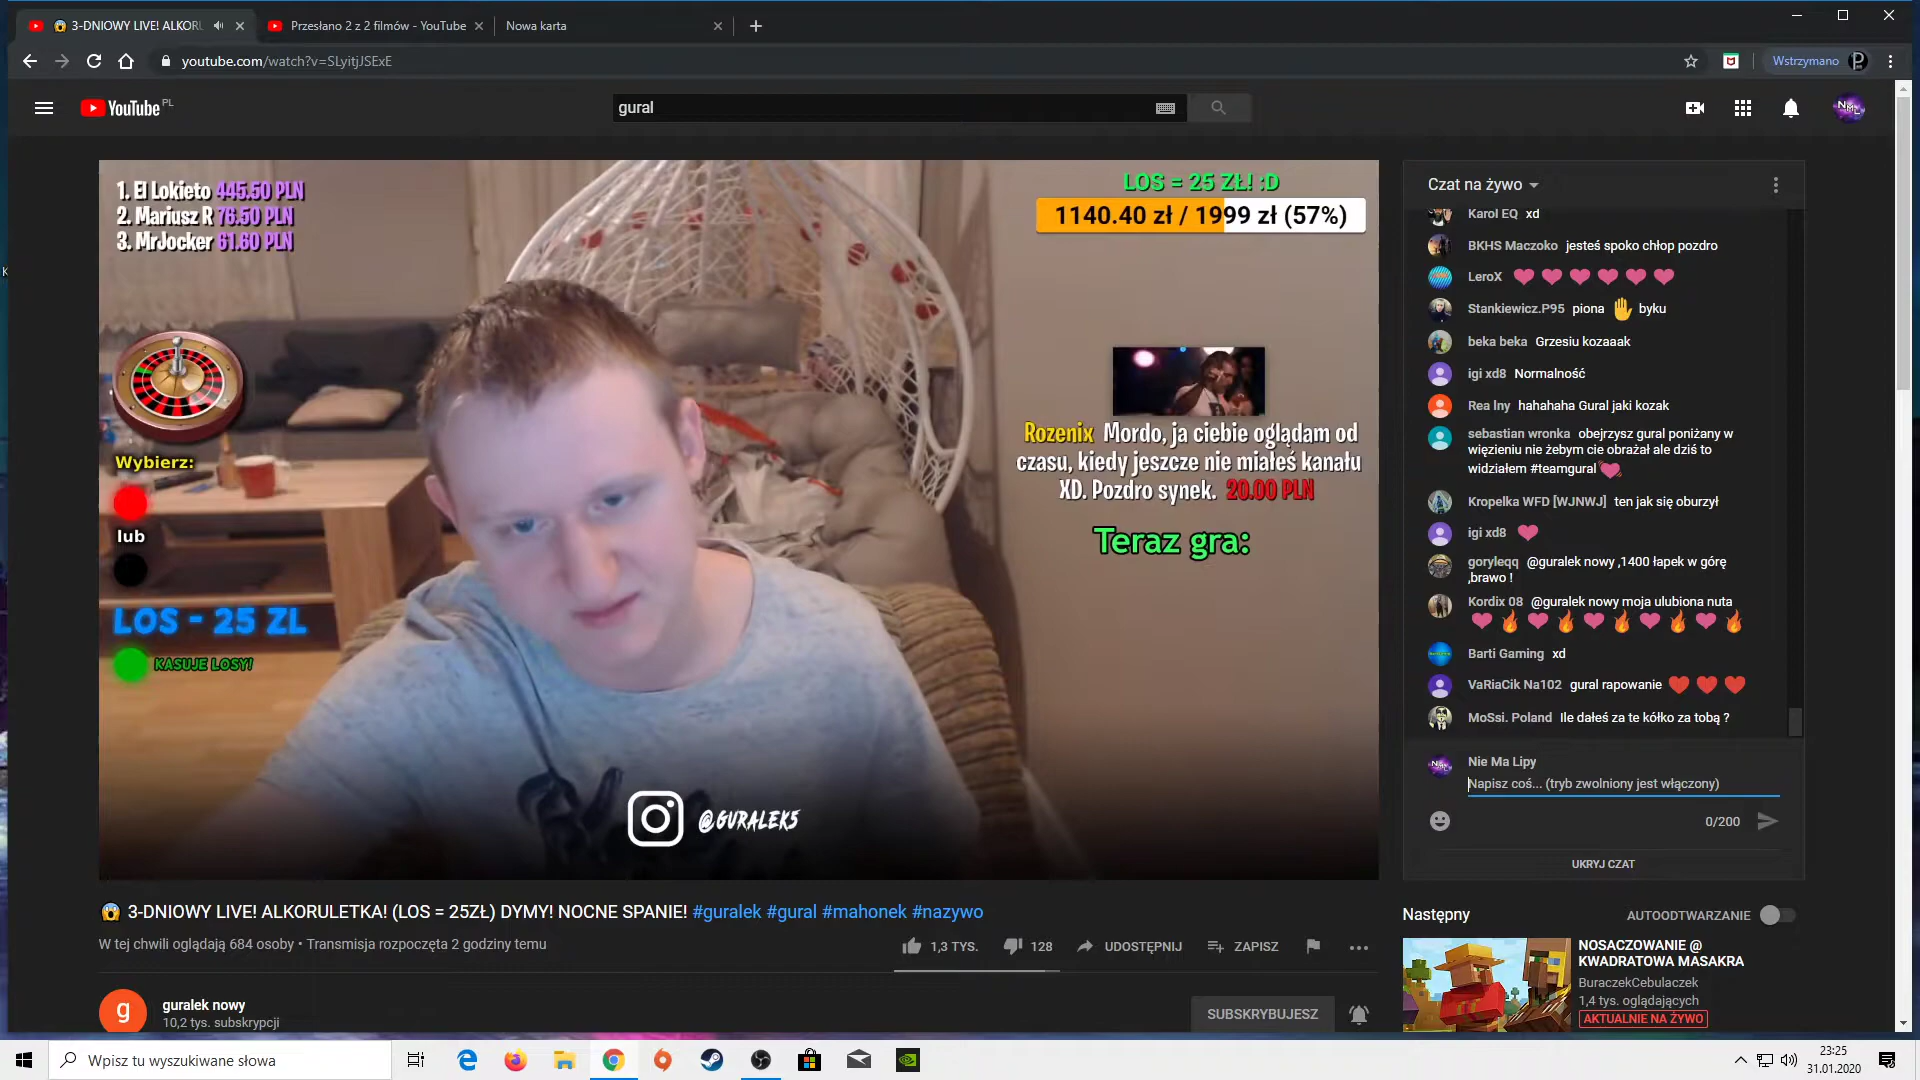 3-DNIOWY LIVE! ALKORU
Przesłano 2 z 2 filmów - YouTube
Nowa karta
youtube.com/watch?v=SLyitjJSExE
Wstrzymano
YouTube PL
gural
1. El Lokieto 445.50 PLN
2. Mariusz R 76.50 PLN
3. MrJocker 61.60 PLN
LOS = 25 ZŁ! :D
1140.40 zł / 1999 zł (57%)
Wybierz:
lub
LOS - 25 ZL
KASUJE LOSY!
Rozenix Mordo, ja ciebie oglądam od
czasu, kiedy jeszcze nie miałeś kanału
XD. Pozdro synek. 20.00 PLN
Teraz gra:
@GURALEK5
Czat na żywo
Karol EQ xd
BKHS Maczoko jesteś spoko chłop pozdro
LeroX
Stankiewicz.P95 piona byku
beka beka Grzesiu kozaaak
igi xd8 Normalność
Rea lny hahahaha Gural jaki kozak
sebastian wronka obejrzysz gural poniżany w
więzieniu nie żebym cie obrażał ale dziś to
widziałem #teamgural
Kropelka WFD [WJNWJ] ten jak się oburzył
igi xd8
goryleqq @guralek nowy ,1400 łapek w górę
,brawo !
Kordix 08 @guralek nowy moja ulubiona nuta
Barti Gaming xd
VaRiaCik Na102 gural rapowanie
MoSsi. Poland Ile dałeś za te kółko za tobą ?
Nie Ma Lipy
Napisz coś... (tryb zwolniony jest włączony)
0/200
UKRYJ CZAT
3-DNIOWY LIVE! ALKORULETKA! (LOS = 25ZŁ) DYMY! NOCNE SPANIE! #guralek #gural #mahonek #nazywo
W tej chwili oglądają 684 osoby • Transmisja rozpoczęta 2 godziny temu
1,3 TYS.
128
UDOSTĘPNIJ
ZAPISZ
g
guralek nowy
10,2 tys. subskrypcji
SUBSKRYBUJESZ
Następny
AUTOODTWARZANIE
NOSACZOWANIE @
KWADRATOWA MASAKRA
BuraczekCebulaczek
1,4 tys. oglądających
AKTUALNIE NA ŻYWO
Wpisz tu wyszukiwane słowa
23:25
31.01.2020